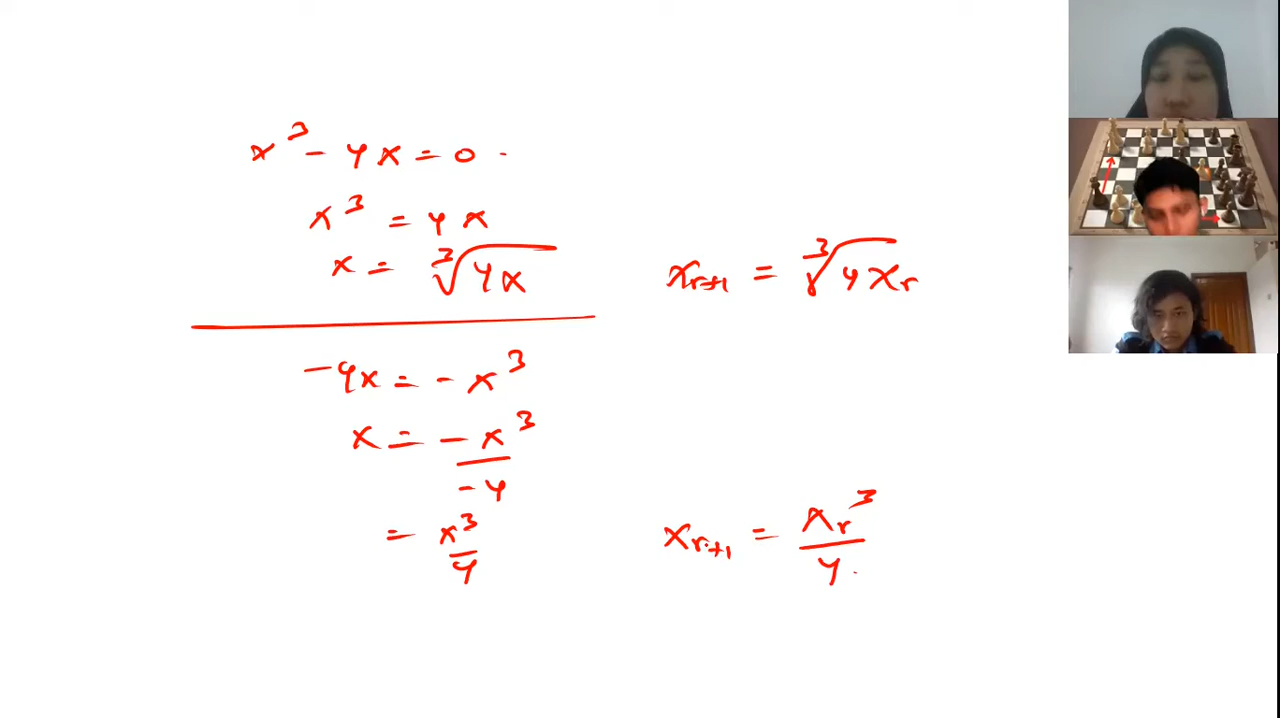 x³ - 4x = 0
x³ = 4x
x = ∛4x
xᵣ₊₁ = ∛4xᵣ
-4x = -x³
x = -x³/-4
= x³/4
xᵣ₊₁ = xᵣ³/4